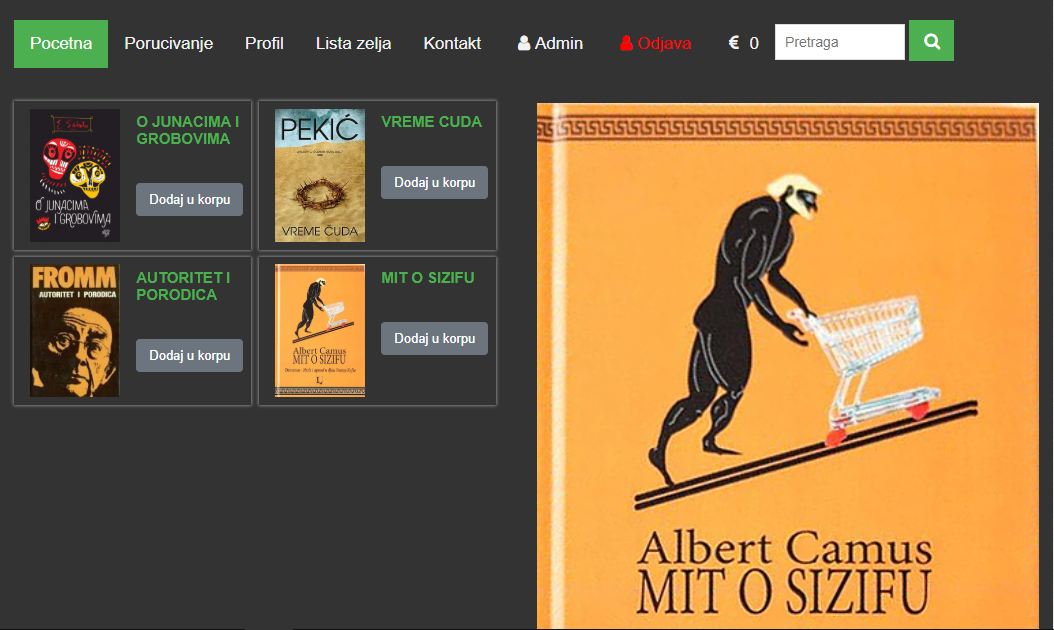 Pocetna Porucivanje Profil Lista zelja Kontakt Admin Odjava € 0 Pretraga
O JUNACIMA I
GROBOVIMA
Dodaj u korpu
E. Sabato
O JUNACIMA
I GROBOVIMA
VREME CUDA
Dodaj u korpu
PEKIĆ
VREME ČUDA
AUTORITET I
PORODICA
Dodaj u korpu
FROMM
AUTORITET I PORODICA
MIT O SIZIFU
Dodaj u korpu
Albert Camus
MIT O SIZIFU
Albert Camus
MIT O SIZIFU